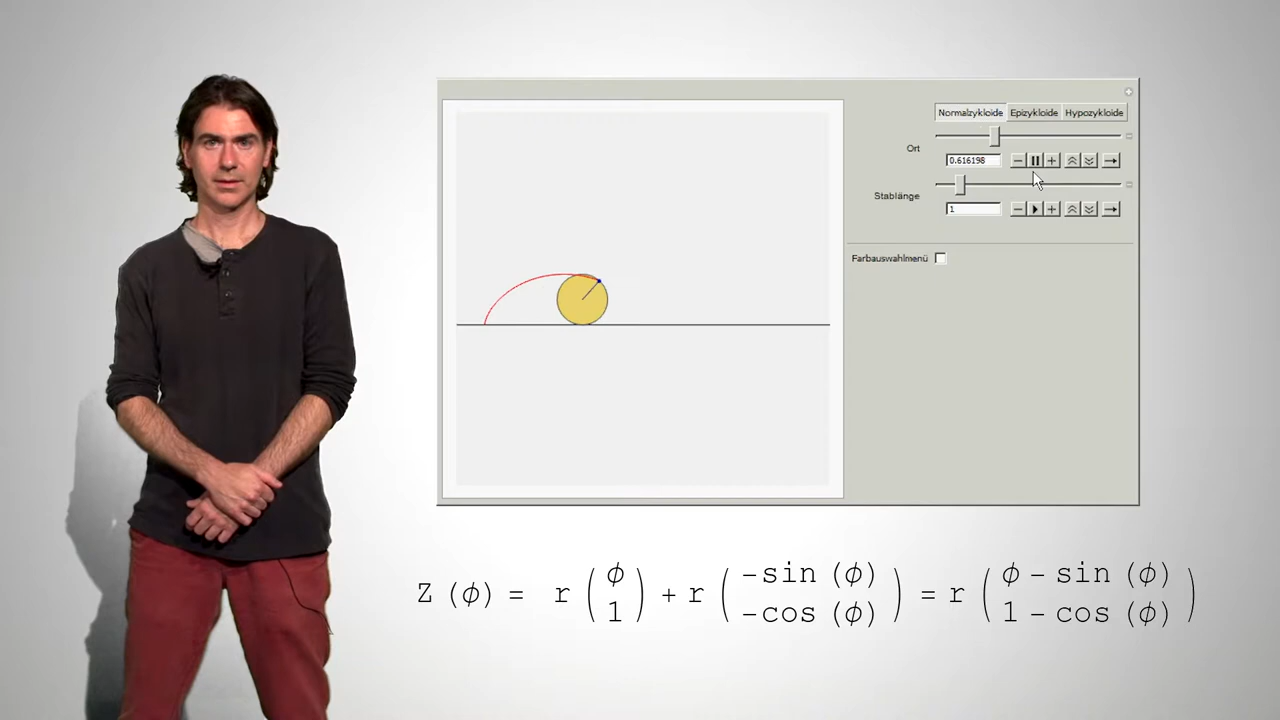 Normalzykloide Epizykloide Hypozykloide
Ort
0.616198
Stablänge
1
Farbauswahlmenü
Z (ϕ) = r ( ϕ 1 ) + r ( -sin (ϕ) -cos (ϕ) ) = r ( ϕ - sin (ϕ) 1 - cos (ϕ) )